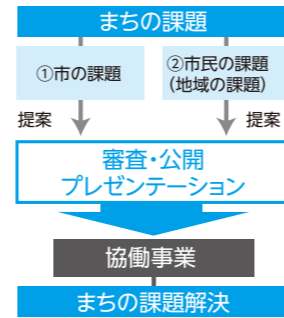 まちの課題
①市の課題
②市民の課題
(地域の課題)
提案
提案
審査・公開
プレゼンテーション
協働事業
まちの課題解決